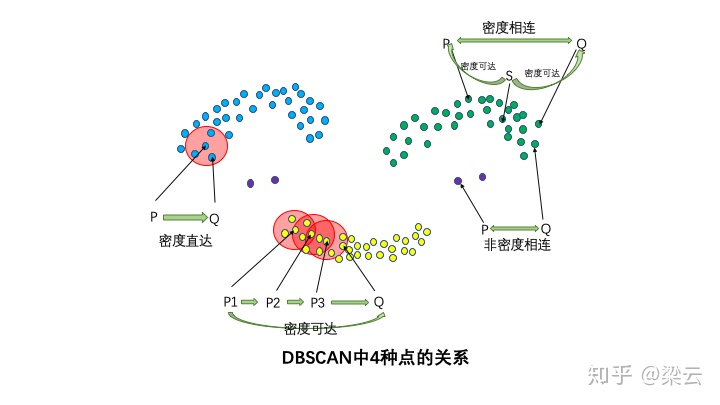 密度相连
P Q
密度可达 S 密度可达
P Q
密度直达
P Q
非密度相连
P1 P2 P3 Q
密度可达
DBSCAN中4种点的关系
知乎 @梁云